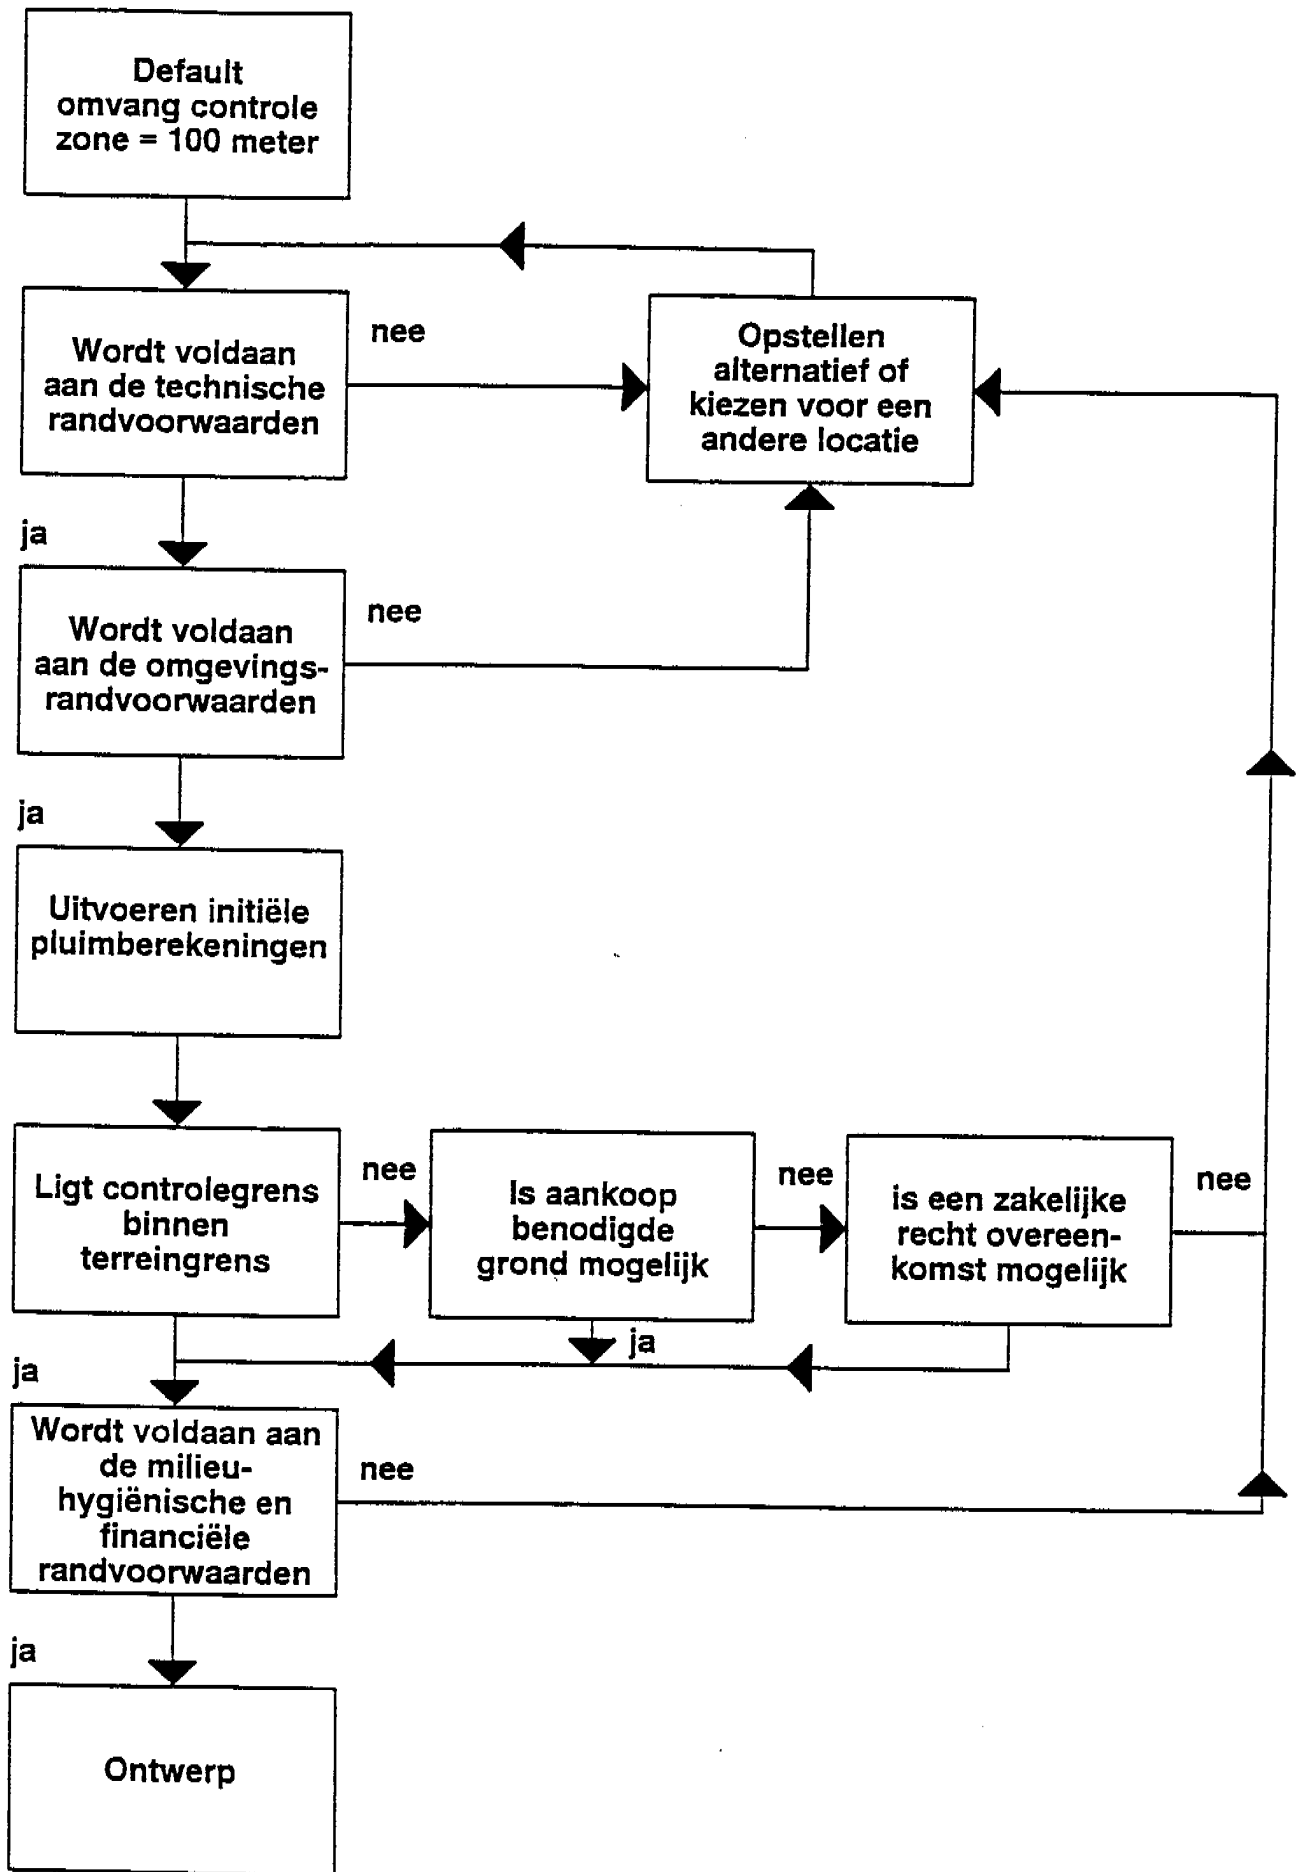 Default
omvang controle
zone = 100 meter
Wordt voldaan
aan de technische
randvoorwaarden
nee
Opstellen
alternatief of
kiezen voor een
andere locatie
ja
Wordt voldaan
aan de omgevings-
randvoorwaarden
nee
ja
Uitvoeren initiële
pluimberekeningen
Ligt controlegrens
binnen
terreingrens
nee
Is aankoop
benodigde
grond mogelijk
nee
is een zakelijke
recht overeen-
komst mogelijk
nee
ja
ja
Wordt voldaan aan
de milieu-
hygiënische en
financiële
randvoorwaarden
nee
ja
Ontwerp